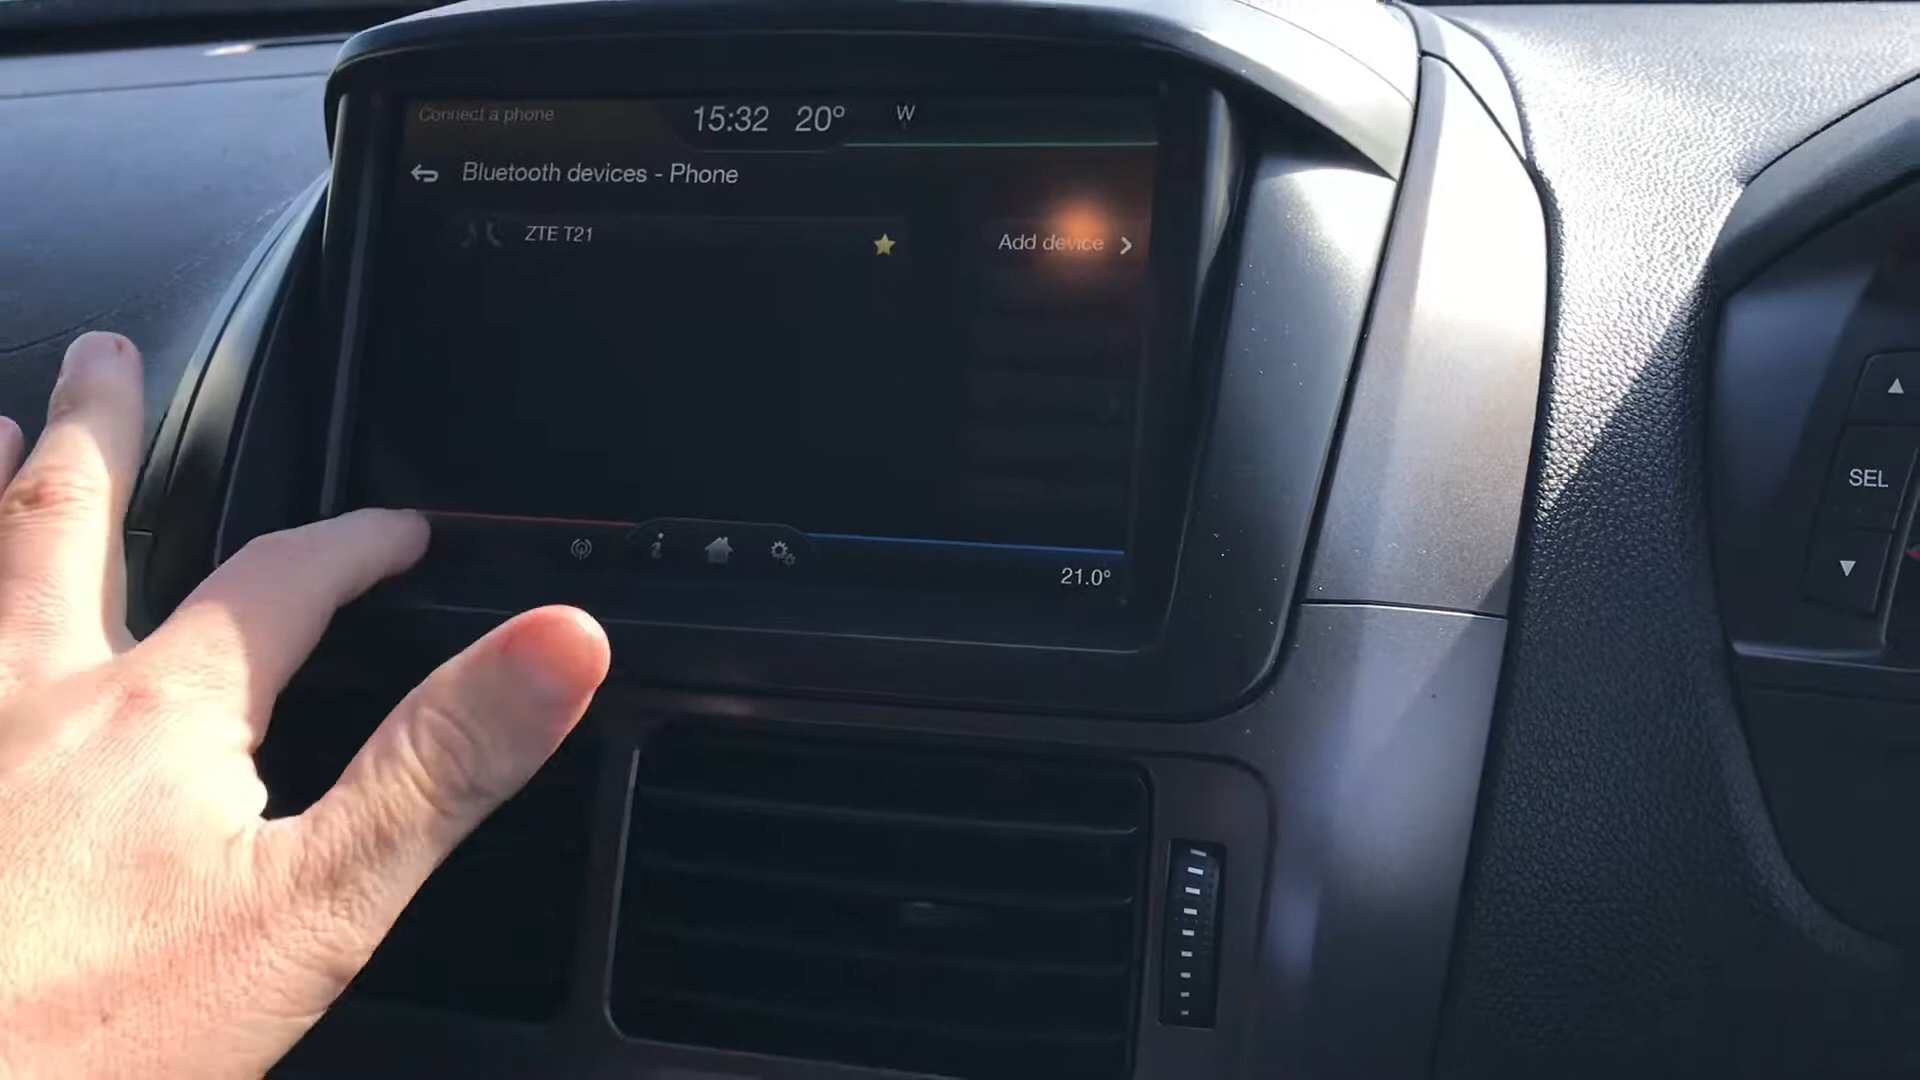 Connect a phone
15:32 20° W
Bluetooth devices - Phone
ZTE T21
Add device
21.0°
SEL